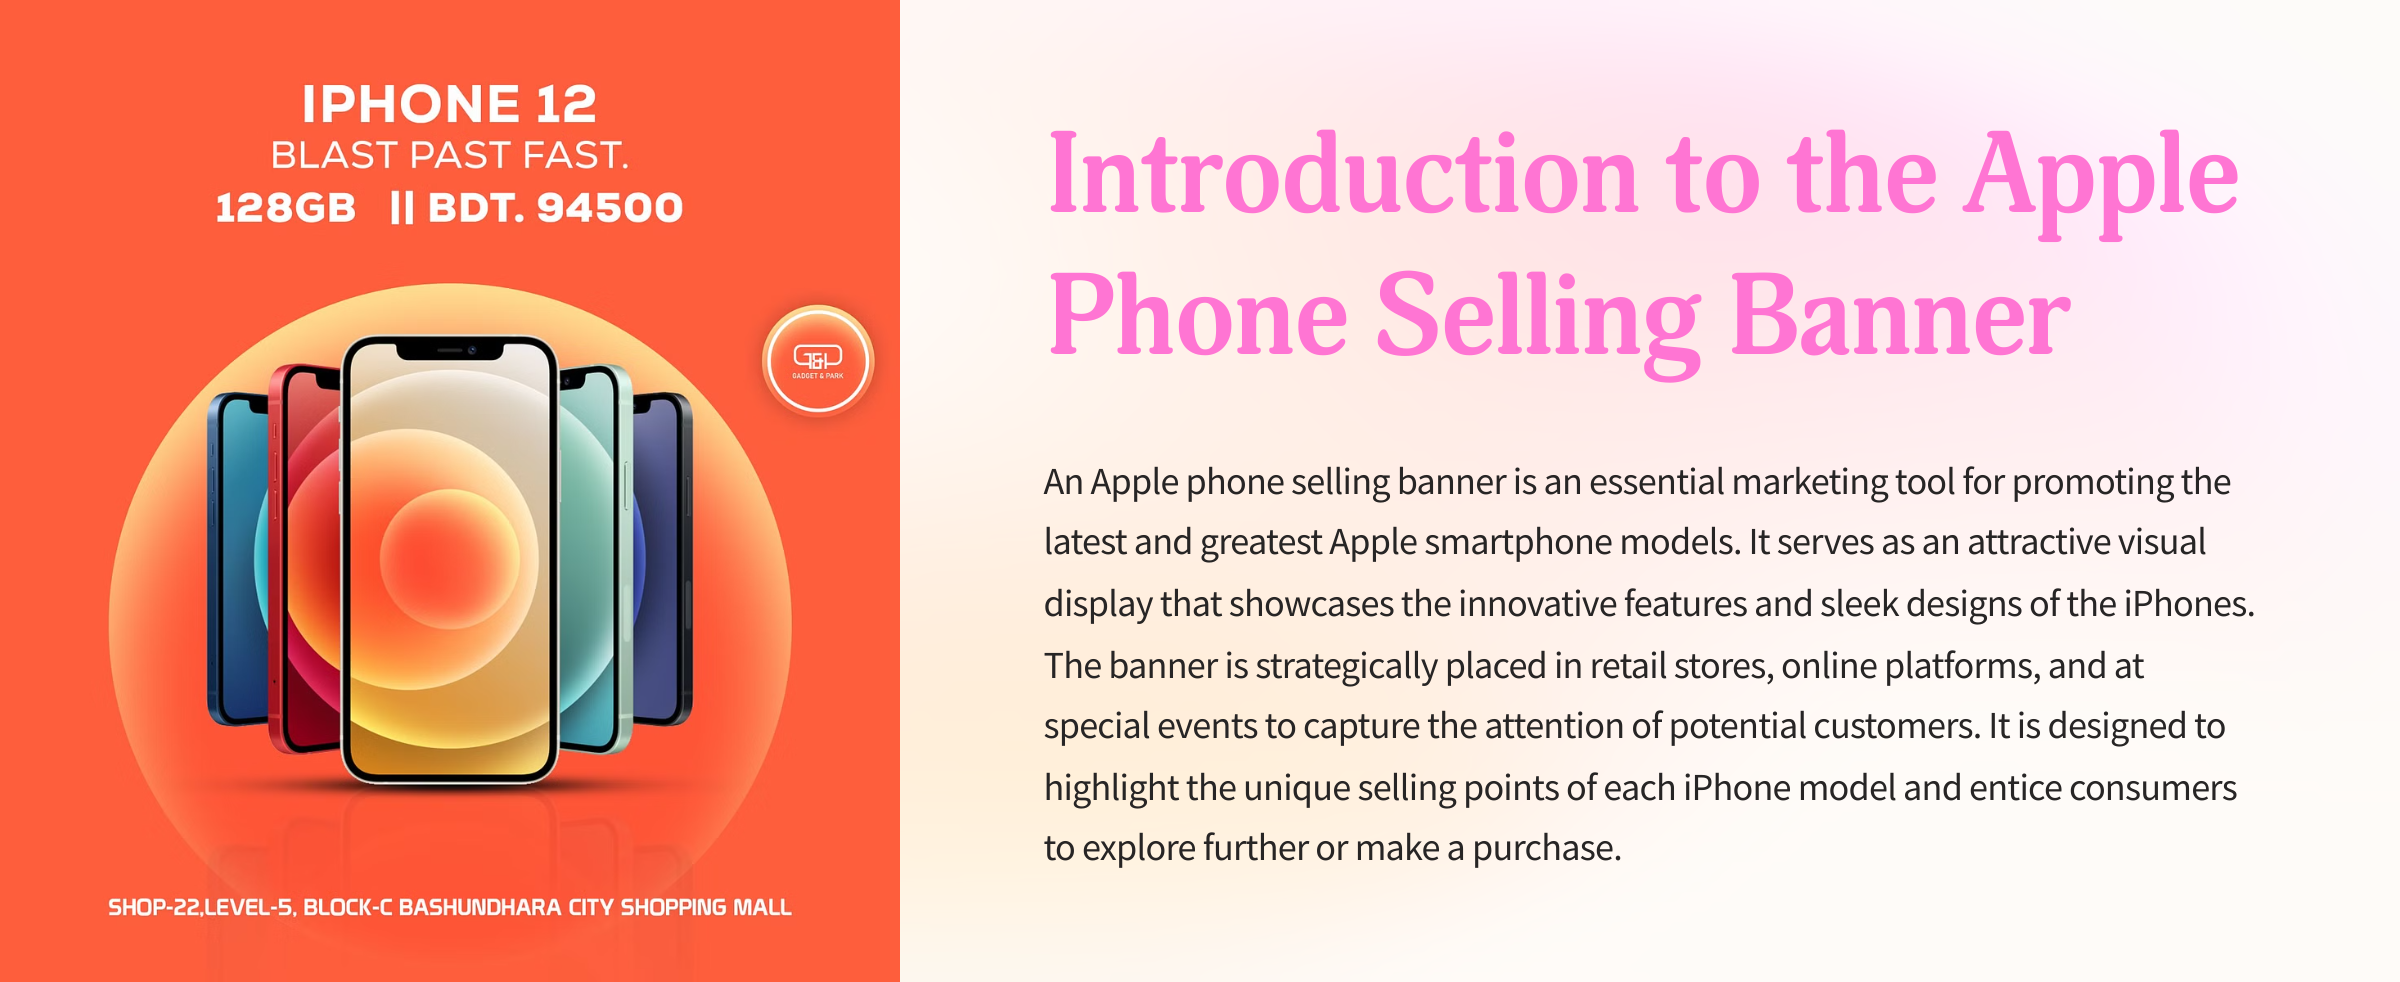 IPHONE 12
BLAST PAST FAST.
128GB || BDT. 94500
G&P
GADGET & PARK
SHOP-22,LEVEL-5, BLOCK-C BASHUNDHARA CITY SHOPPING MALL
Introduction to the Apple
Phone Selling Banner
An Apple phone selling banner is an essential marketing tool for promoting the
latest and greatest Apple smartphone models. It serves as an attractive visual
display that showcases the innovative features and sleek designs of the iPhones.
The banner is strategically placed in retail stores, online platforms, and at
special events to capture the attention of potential customers. It is designed to
highlight the unique selling points of each iPhone model and entice consumers
to explore further or make a purchase.